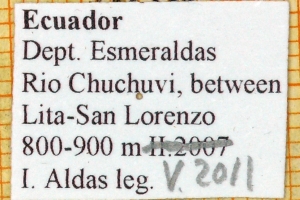 Ecuador
Dept. Esmeraldas
Rio Chuchuvi, between
Lita-San Lorenzo
800-900 m II.2007
I. Aldas leg. V. 2011